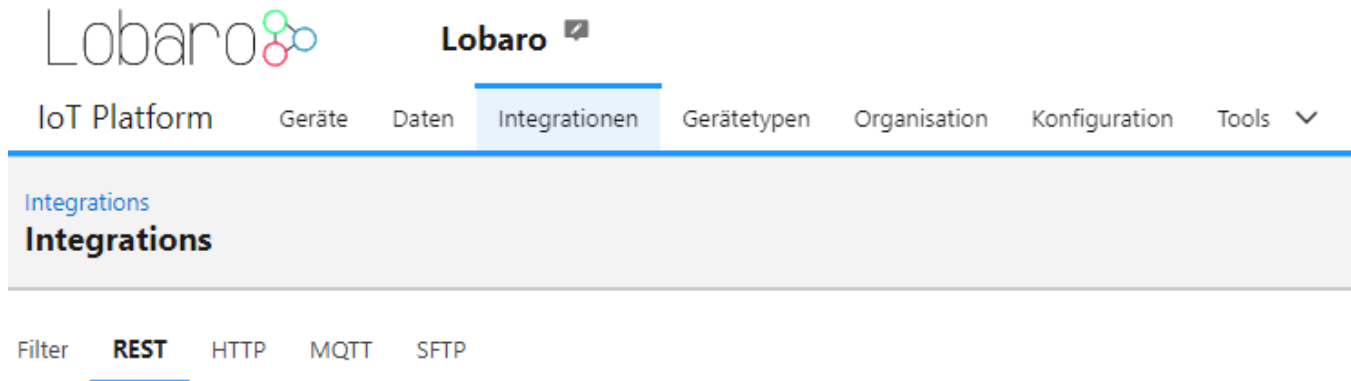 Lobaro Lobaro
IoT Platform Geräte Daten Integrationen Gerätetypen Organisation Konfiguration Tools
Integrations
Integrations
Filter REST HTTP MQTT SFTP